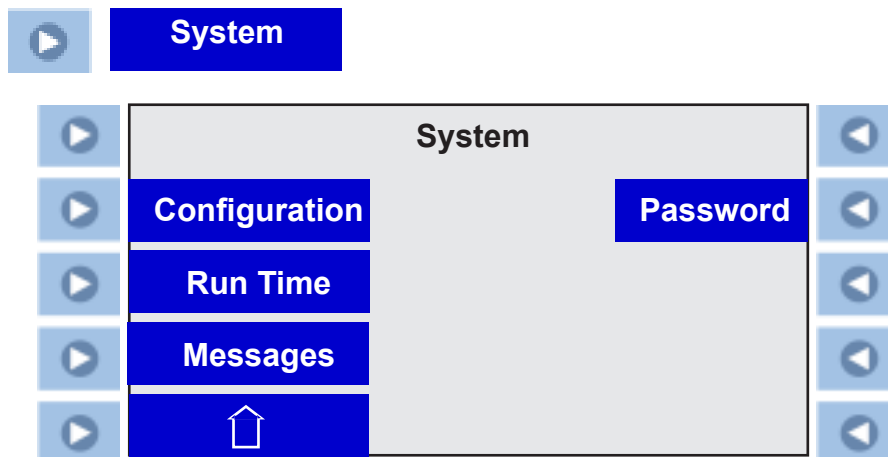 System
System
Configuration
Password
Run Time
Messages